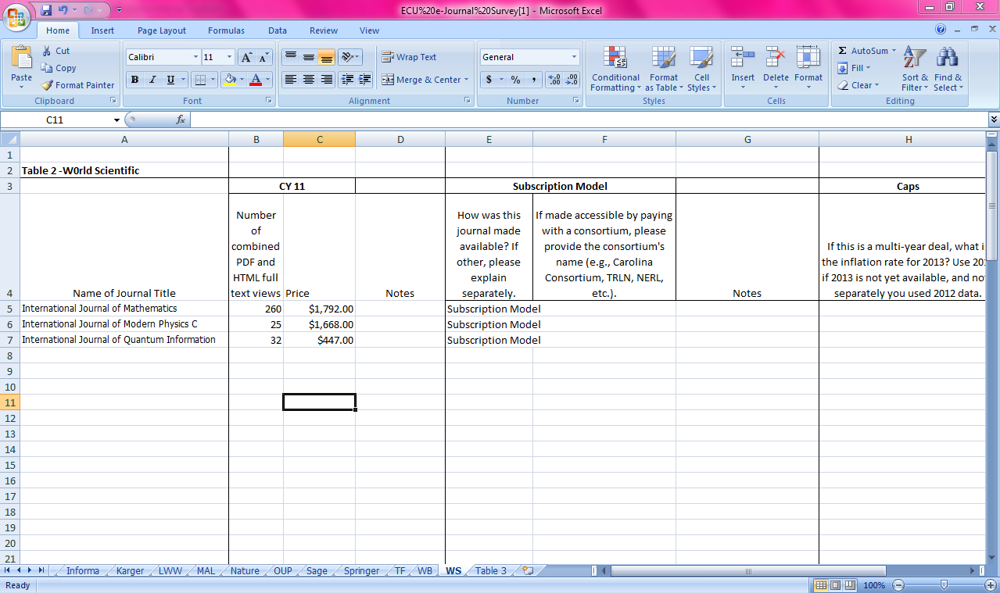 ECU%20e-Journal%20Survey[1] - Microsoft Excel
Home Insert Page Layout Formulas Data Review View
Paste
Cut
Copy
Format Painter
Clipboard
Calibri 11
A A
B I U A
Font
Wrap Text
Merge & Center
Alignment
General
$ % , .0 .00 .00 .0
Number
Conditional Formatting
Format as Table
Cell Styles
Styles
Insert Delete Format
Cells
Σ AutoSum
Fill
Clear
Sort & Filter
Find & Select
Editing
C11 fx
A B C D E F G H
1
2 Table 2 -W0rld Scientific
3 CY 11 Subscription Model Caps
4 Name of Journal Title
Number
of
combined
PDF and
HTML full
text views
Price
Notes
How was this
journal made
available? If
other, please
explain
separately.
If made accessible by paying
with a consortium, please
provide the consortium's
name (e.g., Carolina
Consortium, TRLN, NERL,
etc.).
Notes
If this is a multi-year deal, what i
the inflation rate for 2013? Use 20
if 2013 is not yet available, and no
separately you used 2012 data.
5 International Journal of Mathematics 260 $1,792.00 Subscription Model
6 International Journal of Modern Physics C 25 $1,668.00 Subscription Model
7 International Journal of Quantum Information 32 $447.00 Subscription Model
8
9
10
11
12
13
14
15
16
17
18
19
20
21
Informa Karger LWW MAL Nature OUP Sage Springer TF WB WS Table 3
Ready 100%